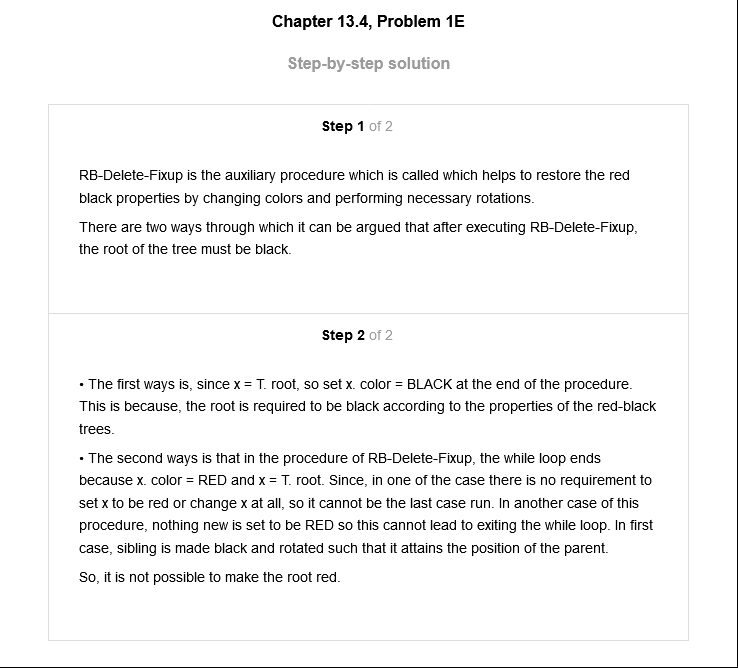 Chapter 13.4, Problem 1E
Step-by-step solution
Step 1 of 2
RB-Delete-Fixup is the auxiliary procedure which is called which helps to restore the red
black properties by changing colors and performing necessary rotations.
There are two ways through which it can be argued that after executing RB-Delete-Fixup,
the root of the tree must be black.
Step 2 of 2
• The first ways is, since x = T. root, so set x. color = BLACK at the end of the procedure.
This is because, the root is required to be black according to the properties of the red-black
trees.
• The second ways is that in the procedure of RB-Delete-Fixup, the while loop ends
because x. color = RED and x = T. root. Since, in one of the case there is no requirement to
set x to be red or change x at all, so it cannot be the last case run. In another case of this
procedure, nothing new is set to be RED so this cannot lead to exiting the while loop. In first
case, sibling is made black and rotated such that it attains the position of the parent.
So, it is not possible to make the root red.